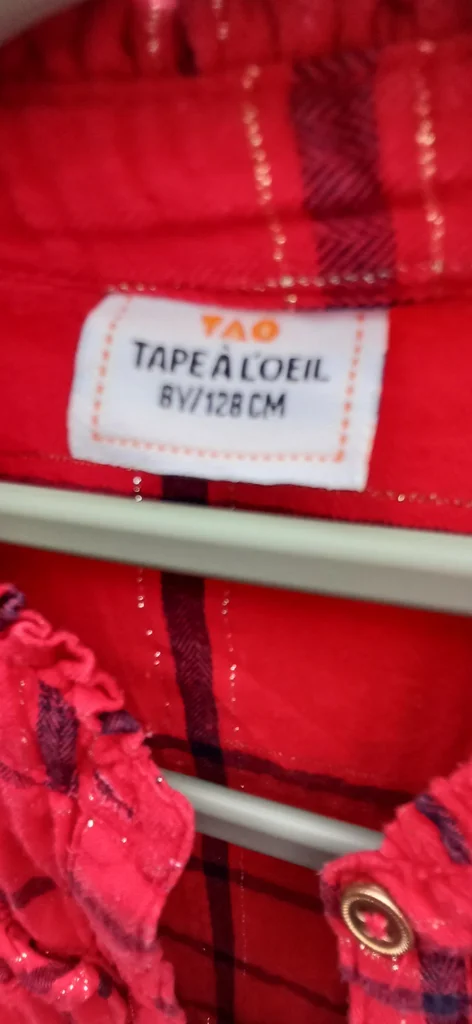 TAO
TAPE À L'OEIL
8Y/128 CM